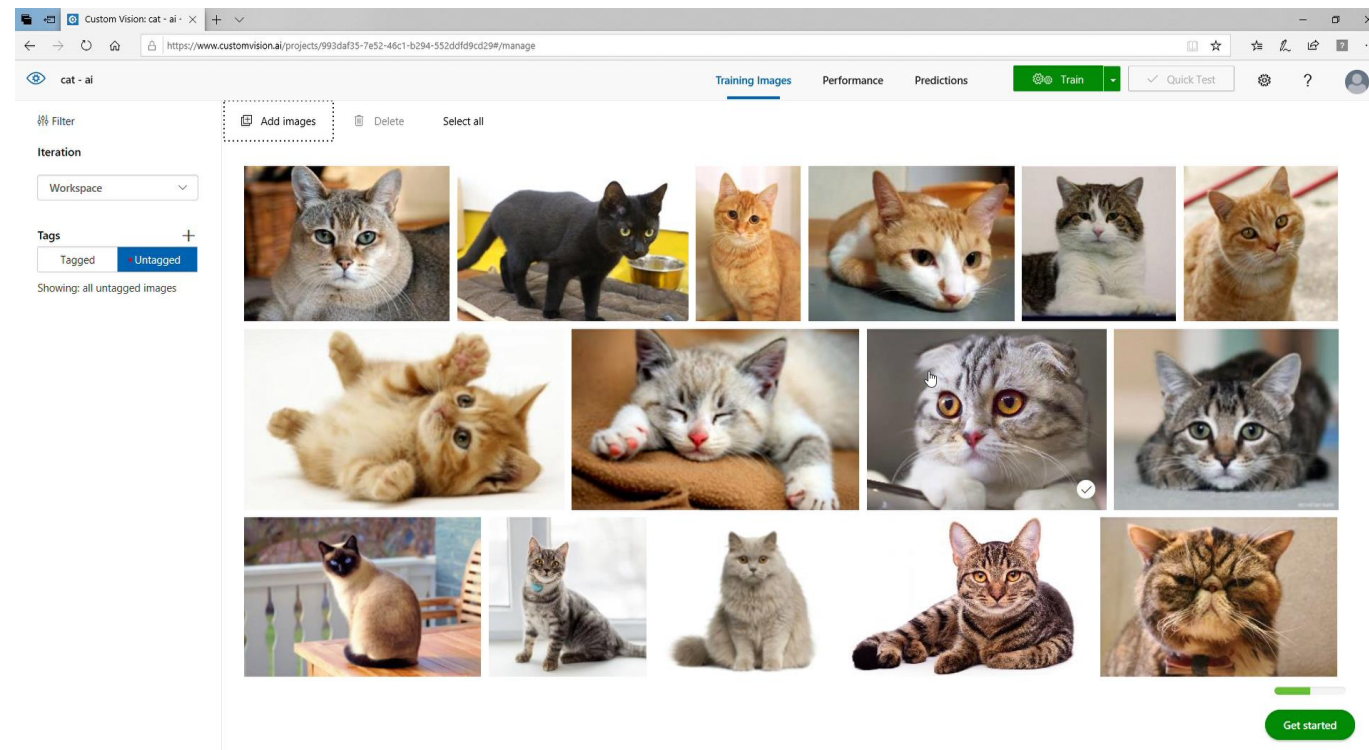 Custom Vision: cat - ai -
https://www.customvision.ai/projects/993daf35-7e52-46c1-b294-552ddfd9cd29#/manage
cat - ai
Training Images Performance Predictions Train Quick Test ?
Filter
Add images Delete Select all
Iteration
Workspace
Tags
Tagged Untagged
Showing: all untagged images
Get started